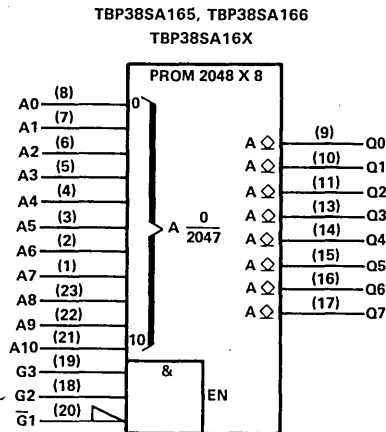 TBP38SA165, TBP38SA166
TBP38SA16X
PROM 2048 X 8
A0 (8) 0
A1 (7)
A2 (6)
A3 (5)
A4 (4)
A5 (3)
A6 (2)
A7 (1)
A8 (23)
A9 (22)
A10 (21) 10
A 0
2047
G3 (19) &
G2 (18) EN
G1 (20)
A (9) Q0
A (10) Q1
A (11) Q2
A (13) Q3
A (14) Q4
A (15) Q5
A (16) Q6
A (17) Q7